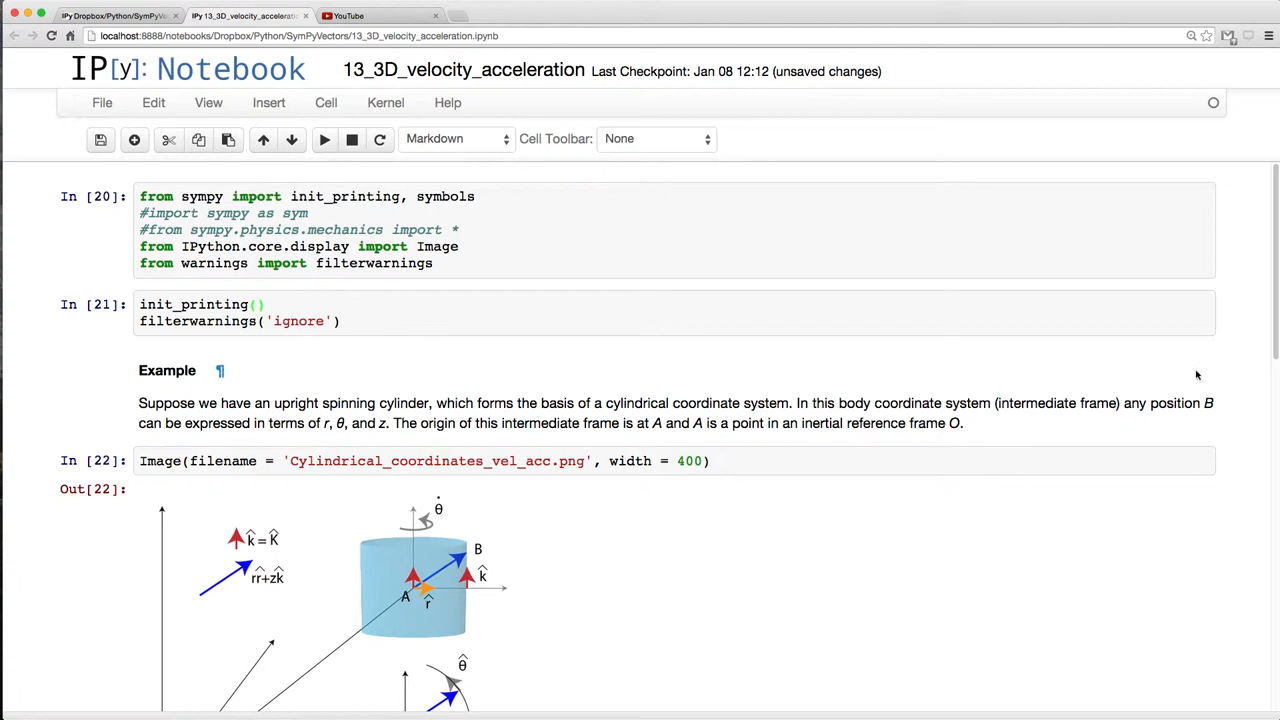 IPy Dropbox/Python/SymPyV
IPy 13_3D_velocity_acceleratio
YouTube
localhost:8888/notebooks/Dropbox/Python/SymPyVectors/13_3D_velocity_acceleration.ipynb
IP[y]: Notebook
13_3D_velocity_acceleration Last Checkpoint: Jan 08 12:12 (unsaved changes)
File Edit View Insert Cell Kernel Help
Markdown Cell Toolbar: None
In [20]: from sympy import init_printing, symbols
#import sympy as sym
#from sympy.physics.mechanics import *
from IPython.core.display import Image
from warnings import filterwarnings
In [21]: init_printing()
filterwarnings('ignore')
Example ¶
Suppose we have an upright spinning cylinder, which forms the basis of a cylindrical coordinate system. In this body coordinate system (intermediate frame) any position B
can be expressed in terms of r, θ, and z. The origin of this intermediate frame is at A and A is a point in an inertial reference frame O.
In [22]: Image(filename = 'Cylindrical_coordinates_vel_acc.png', width = 400)
Out[22]:
θ̇
k̂ = K̂
B
rr̂+zk̂
k̂
A
r̂
θ̂